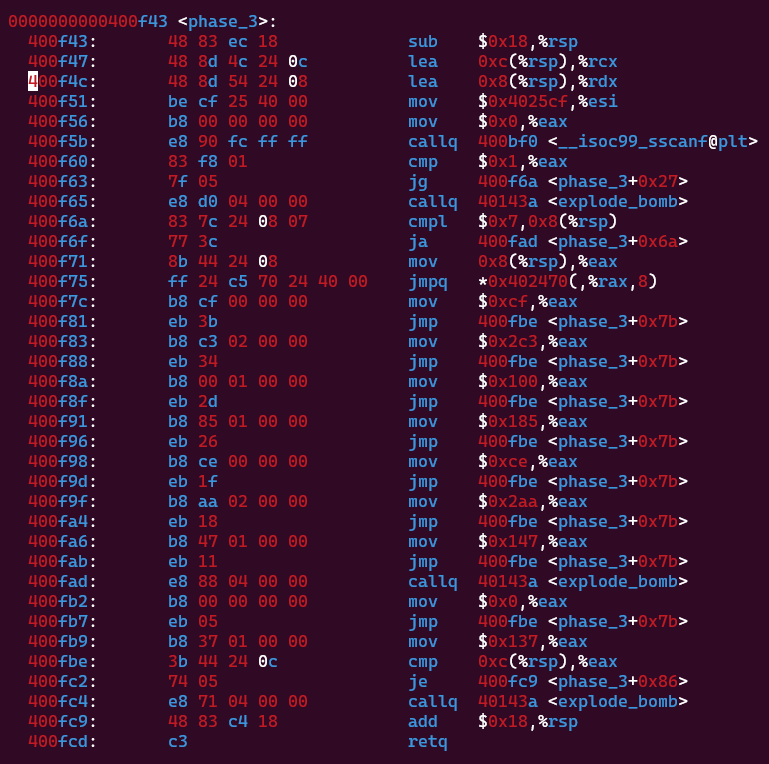 0000000000400f43 <phase_3>:
400f43: 48 83 ec 18 sub $0x18,%rsp
400f47: 48 8d 4c 24 0c lea 0xc(%rsp),%rcx
400f4c: 48 8d 54 24 08 lea 0x8(%rsp),%rdx
400f51: be cf 25 40 00 mov $0x4025cf,%esi
400f56: b8 00 00 00 00 mov $0x0,%eax
400f5b: e8 90 fc ff ff callq 400bf0 <__isoc99_sscanf@plt>
400f60: 83 f8 01 cmp $0x1,%eax
400f63: 7f 05 jg 400f6a <phase_3+0x27>
400f65: e8 d0 04 00 00 callq 40143a <explode_bomb>
400f6a: 83 7c 24 08 07 cmpl $0x7,0x8(%rsp)
400f6f: 77 3c ja 400fad <phase_3+0x6a>
400f71: 8b 44 24 08 mov 0x8(%rsp),%eax
400f75: ff 24 c5 70 24 40 00 jmpq *0x402470(,%rax,8)
400f7c: b8 cf 00 00 00 mov $0xcf,%eax
400f81: eb 3b jmp 400fbe <phase_3+0x7b>
400f83: b8 c3 02 00 00 mov $0x2c3,%eax
400f88: eb 34 jmp 400fbe <phase_3+0x7b>
400f8a: b8 00 01 00 00 mov $0x100,%eax
400f8f: eb 2d jmp 400fbe <phase_3+0x7b>
400f91: b8 85 01 00 00 mov $0x185,%eax
400f96: eb 26 jmp 400fbe <phase_3+0x7b>
400f98: b8 ce 00 00 00 mov $0xce,%eax
400f9d: eb 1f jmp 400fbe <phase_3+0x7b>
400f9f: b8 aa 02 00 00 mov $0x2aa,%eax
400fa4: eb 18 jmp 400fbe <phase_3+0x7b>
400fa6: b8 47 01 00 00 mov $0x147,%eax
400fab: eb 11 jmp 400fbe <phase_3+0x7b>
400fad: e8 88 04 00 00 callq 40143a <explode_bomb>
400fb2: b8 00 00 00 00 mov $0x0,%eax
400fb7: eb 05 jmp 400fbe <phase_3+0x7b>
400fb9: b8 37 01 00 00 mov $0x137,%eax
400fbe: 3b 44 24 0c cmp 0xc(%rsp),%eax
400fc2: 74 05 je 400fc9 <phase_3+0x86>
400fc4: e8 71 04 00 00 callq 40143a <explode_bomb>
400fc9: 48 83 c4 18 add $0x18,%rsp
400fcd: c3 retq